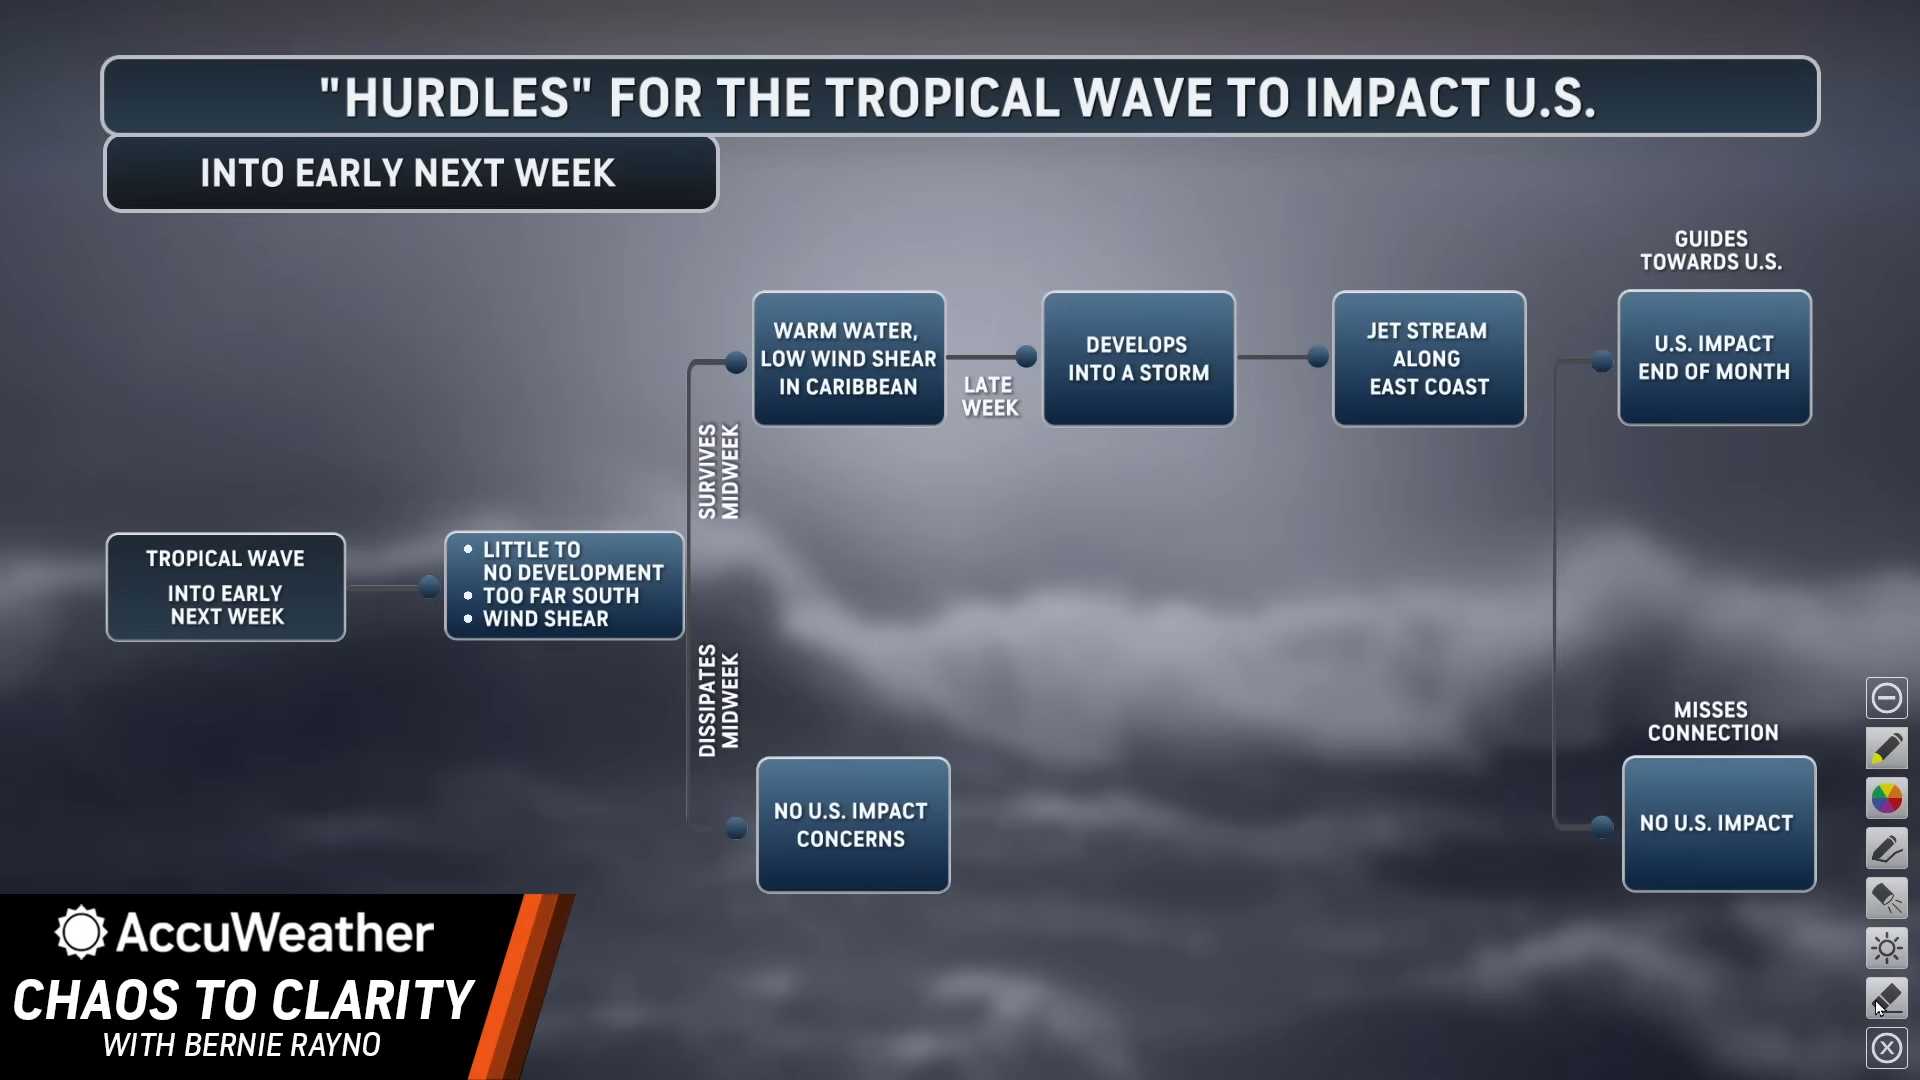 "HURDLES" FOR THE TROPICAL WAVE TO IMPACT U.S.
INTO EARLY NEXT WEEK
TROPICAL WAVE
INTO EARLY
NEXT WEEK
• LITTLE TO
NO DEVELOPMENT
• TOO FAR SOUTH
• WIND SHEAR
SURVIVES
MIDWEEK
WARM WATER,
LOW WIND SHEAR
IN CARIBBEAN
LATE
WEEK
DEVELOPS
INTO A STORM
JET STREAM
ALONG
EAST COAST
GUIDES
TOWARDS U.S.
U.S. IMPACT
END OF MONTH
DISSIPATES
MIDWEEK
NO U.S. IMPACT
CONCERNS
MISSES
CONNECTION
NO U.S. IMPACT
AccuWeather
CHAOS TO CLARITY
WITH BERNIE RAYNO